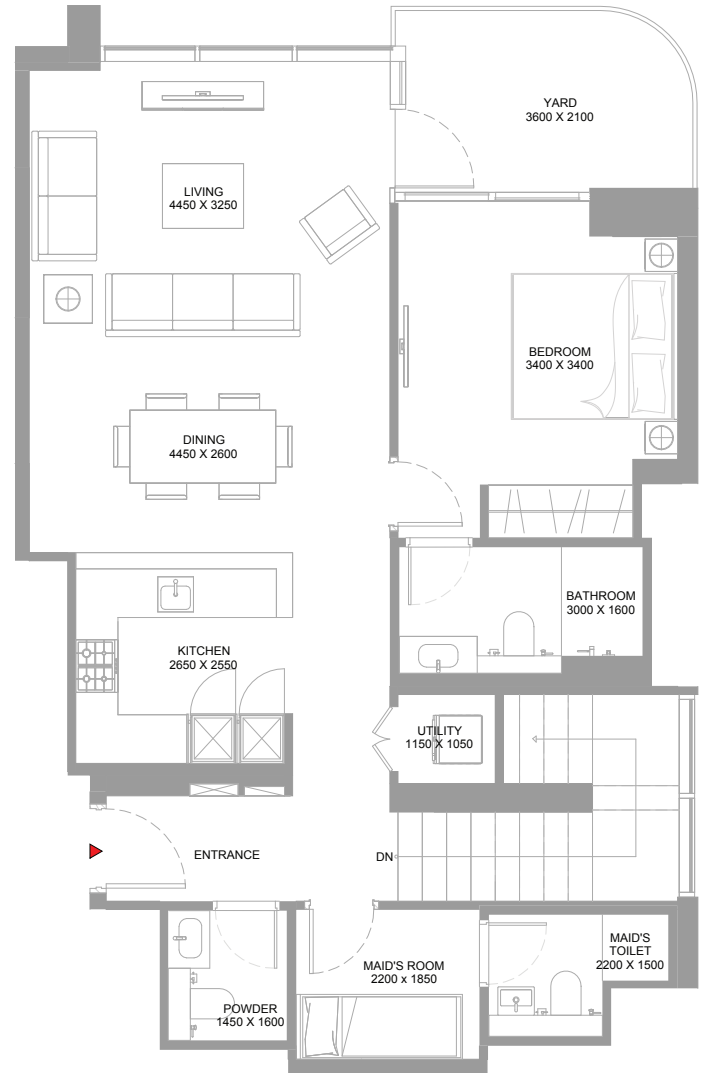 YARD
3600 X 2100
LIVING
4450 X 3250
BEDROOM
3400 X 3400
DINING
4450 X 2600
BATHROOM
3000 X 1600
KITCHEN
2650 X 2550
UTILITY
1150 X 1050
ENTRANCE
DN
MAID'S
TOILET
2200 X 1500
MAID'S ROOM
2200 x 1850
POWDER
1450 X 1600